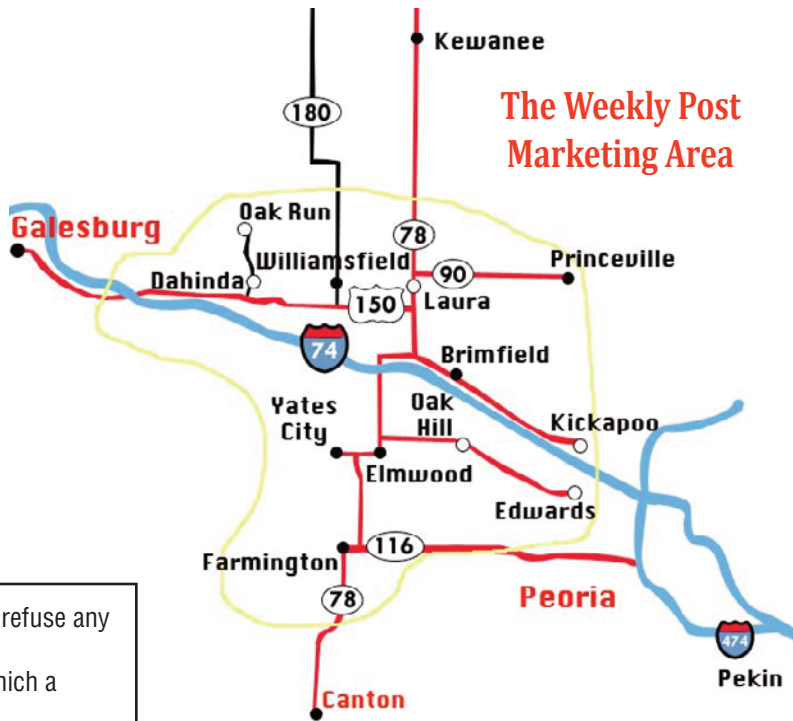 Kewanee
The Weekly Post
Marketing Area
180
Oak Run
Galesburg
78
Williamsfield
Princeville
90
Dahinda
Laura
150
74
Brimfield
Yates
City
Oak
Hill
Kickapoo
Elmwood
Edwards
Farmington
116
78
Peoria
474
Pekin
Canton
refuse any
hich a